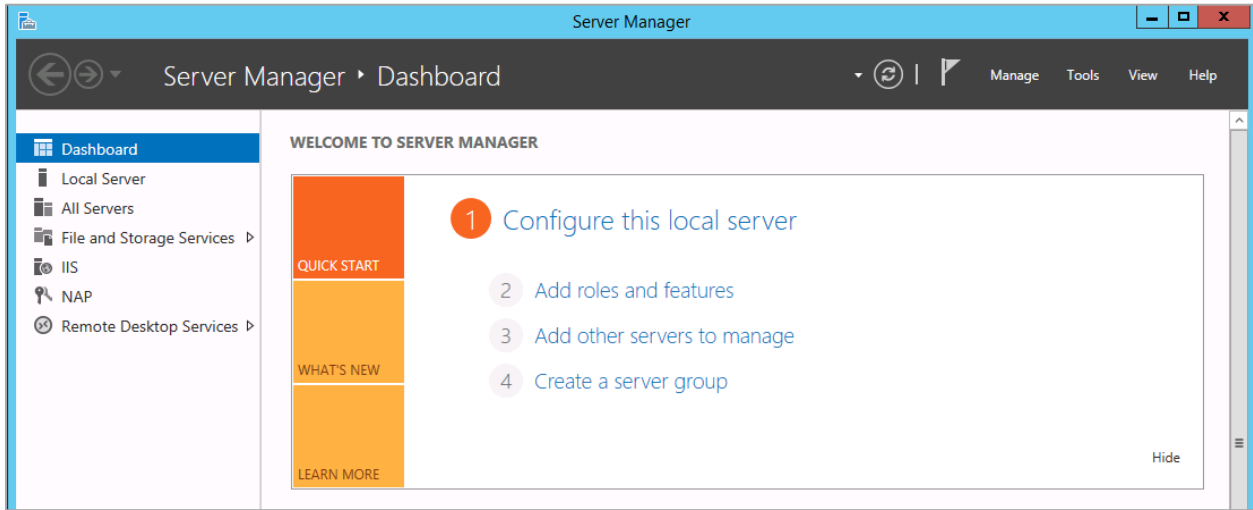 Server Manager
Server Manager ‣ Dashboard
Manage Tools View Help
Dashboard
Local Server
All Servers
File and Storage Services
IIS
NAP
Remote Desktop Services
WELCOME TO SERVER MANAGER
QUICK START
WHAT'S NEW
LEARN MORE
1 Configure this local server
2 Add roles and features
3 Add other servers to manage
4 Create a server group
Hide